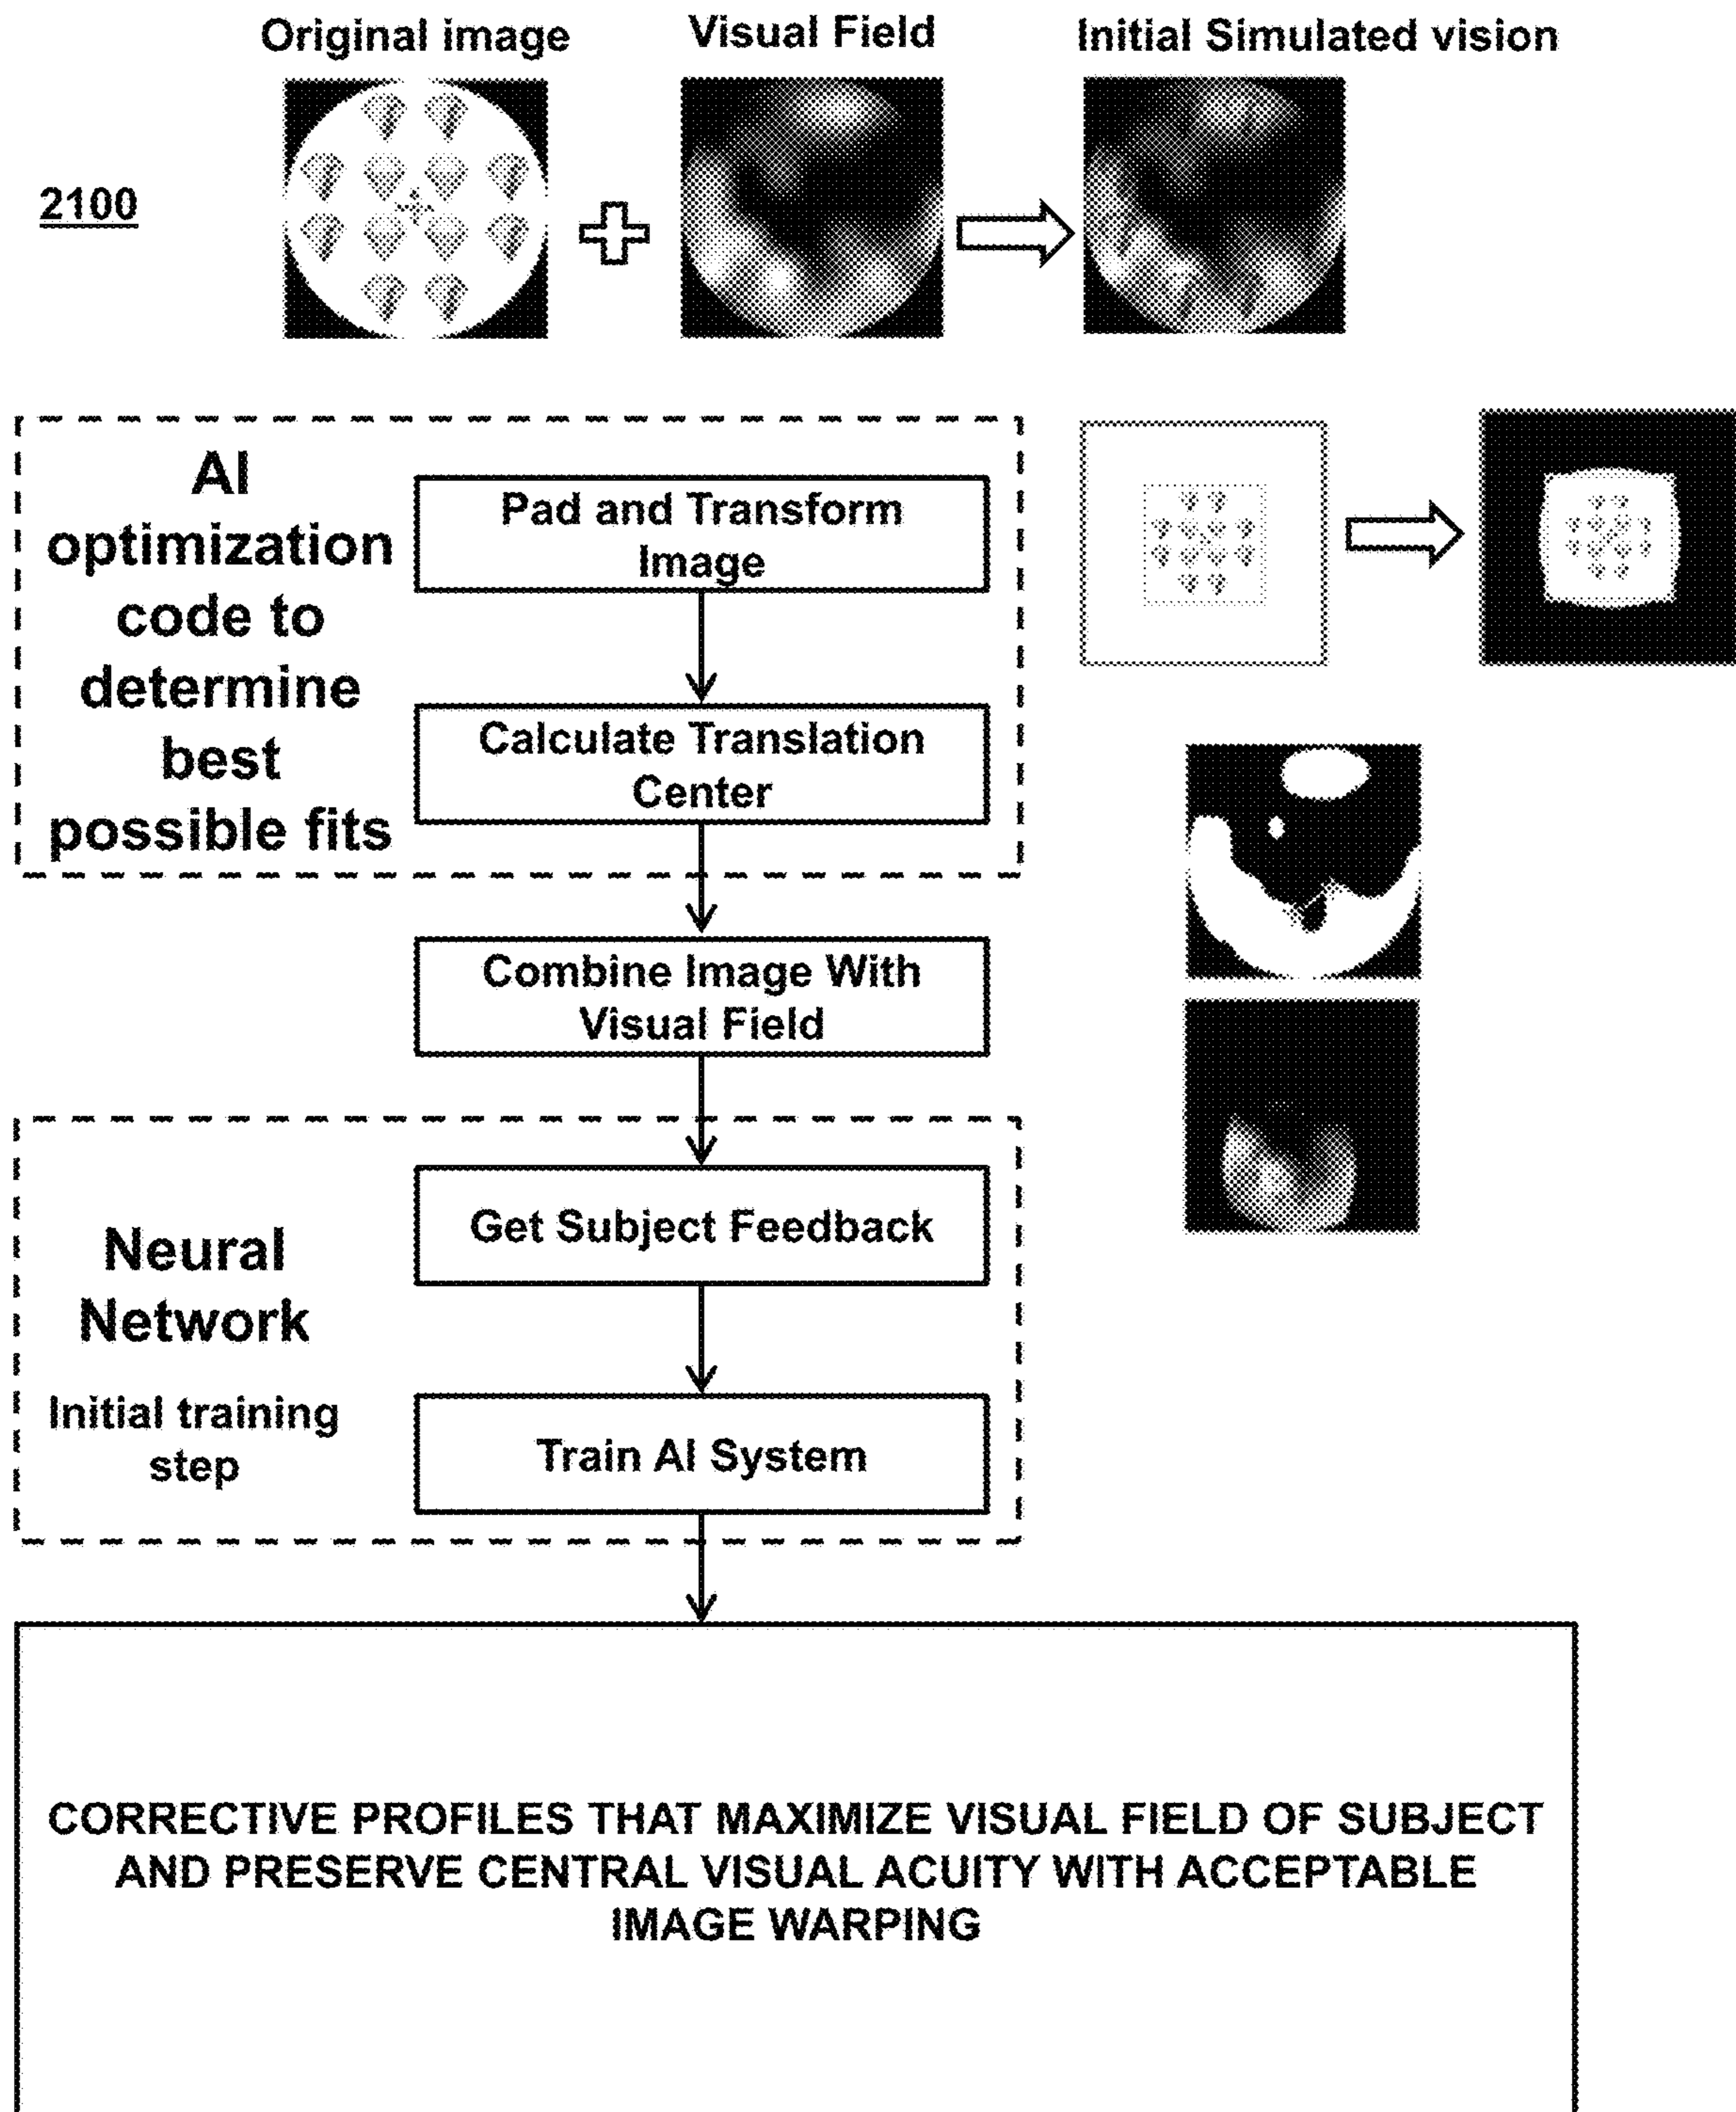 Original image
Visual Field
Initial Simulated vision
2100
AI
optimization
code to
determine
best
possible fits
Pad and Transform
Image
Calculate Translation
Center
Combine Image With
Visual Field
Neural
Network
Initial training
step
Get Subject Feedback
Train AI System
CORRECTIVE PROFILES THAT MAXIMIZE VISUAL FIELD OF SUBJECT
AND PRESERVE CENTRAL VISUAL ACUITY WITH ACCEPTABLE
IMAGE WARPING